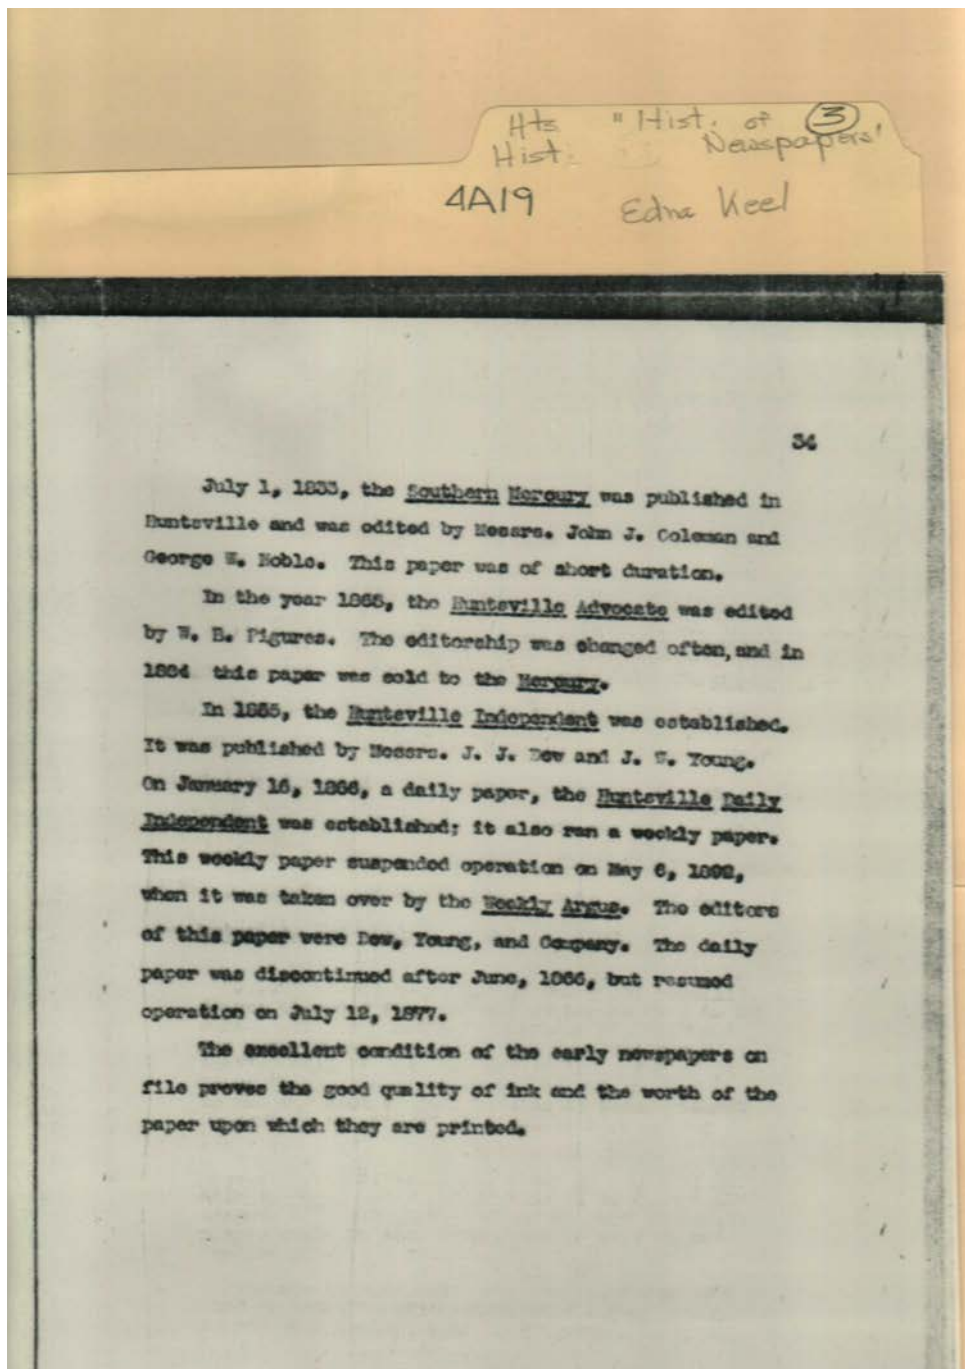 Hts "Hist. of 3
Hist. Newspapers"
4A19 Edna Keel
34
July 1, 1833, the Southern Mercury was published in
Huntsville and was edited by Messrs. John J. Coleman and
George W. Noble. This paper was of short duration.
In the year 1865, the Huntsville Advocate was edited
by W. B. Figures. The editorship was changed often, and in
1884 this paper was sold to the Mercury.
In 1855, the Huntsville Independent was established.
It was published by Messrs. J. J. Dew and J. W. Young.
On January 16, 1866, a daily paper, the Huntsville Daily
Independent was established; it also ran a weekly paper.
This weekly paper suspended operation on May 6, 1892,
when it was taken over by the Weekly Argus. The editors
of this paper were Dew, Young, and Company. The daily
paper was discontinued after June, 1866, but resumed
operation on July 12, 1877.
The excellent condition of the early newspapers on
file proves the good quality of ink and the worth of the
paper upon which they are printed.